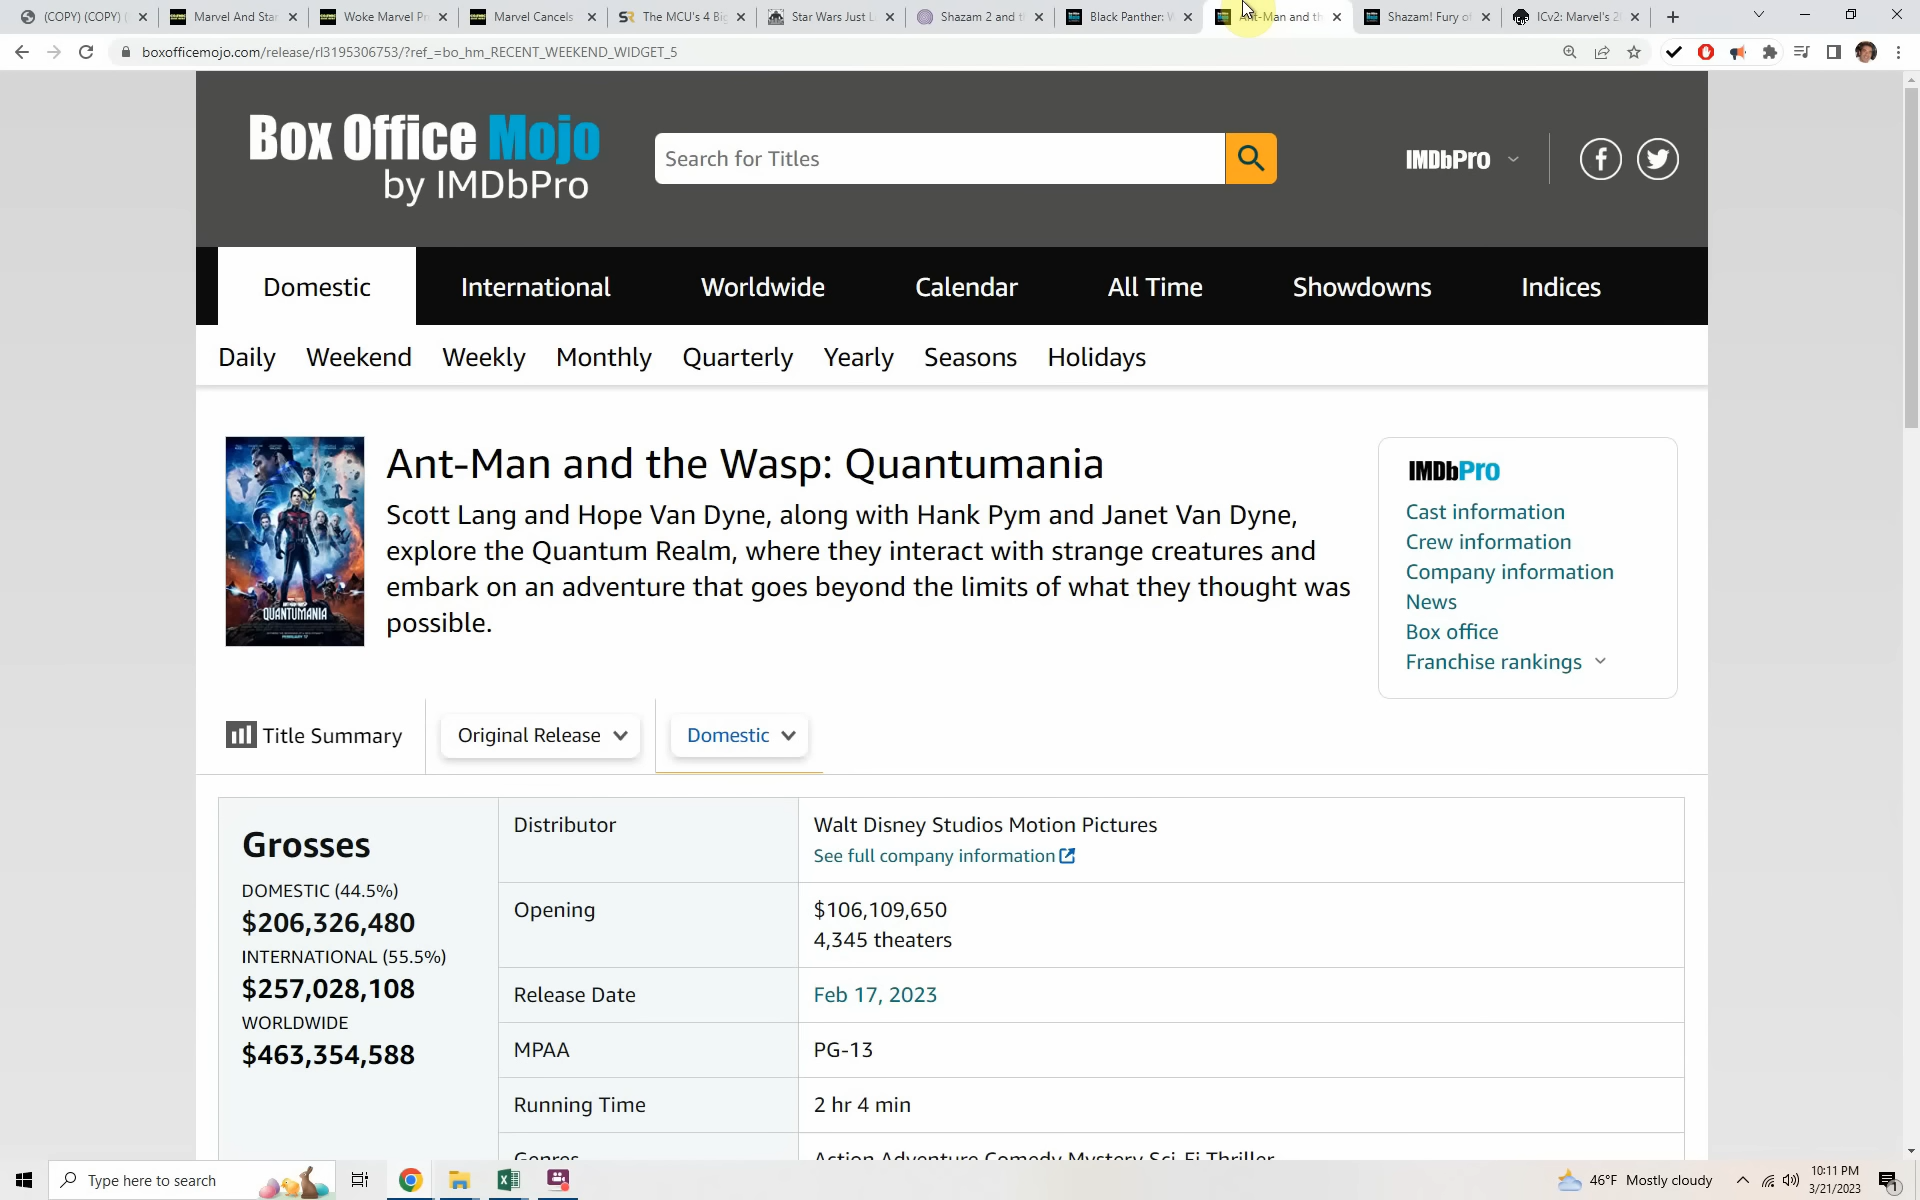 (COPY) (COPY)
Marvel And Star
Woke Marvel Pr
Marvel Cancels
The MCU's 4 Big
Star Wars Just L
Shazam 2 and t
Black Panther: W
Ant-Man and th
Shazam! Fury of
ICv2: Marvel's 2
boxofficemojo.com/release/rl3195306753/?ref_=bo_hm_RECENT_WEEKEND_WIDGET_5
Box Office Mojo
by IMDbPro
Search for Titles
IMDbPro
Domestic International Worldwide Calendar All Time Showdowns Indices
Daily Weekend Weekly Monthly Quarterly Yearly Seasons Holidays
QUANTUMANIA
Ant-Man and the Wasp: Quantumania
Scott Lang and Hope Van Dyne, along with Hank Pym and Janet Van Dyne,
explore the Quantum Realm, where they interact with strange creatures and
embark on an adventure that goes beyond the limits of what they thought was
possible.
IMDbPro
Cast information
Crew information
Company information
News
Box office
Franchise rankings
Title Summary
Original Release
Domestic
Grosses
DOMESTIC (44.5%)
$206,326,480
INTERNATIONAL (55.5%)
$257,028,108
WORLDWIDE
$463,354,588
Distributor
Walt Disney Studios Motion Pictures
See full company information
Opening
$106,109,650
4,345 theaters
Release Date
Feb 17, 2023
MPAA
PG-13
Running Time
2 hr 4 min
Genres
Action Adventure Comedy Mystery Sci-Fi Thriller
Type here to search
46°F Mostly cloudy
10:11 PM
3/21/2023
1